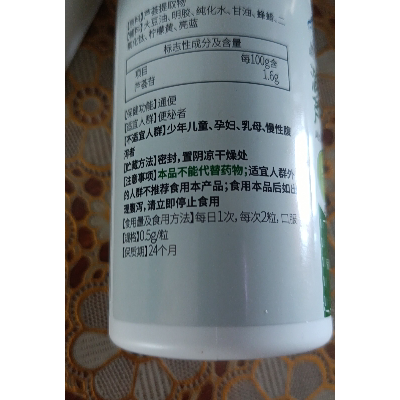 【原料】芦荟提取物
【辅料】大豆油、明胶、纯化水、甘油、蜂蜡、二
氧化钛、柠檬黄、亮蓝
标志性成分及含量
项目
每100g含
芦荟苷
1.6g
【保健功能】通便
【适宜人群】便秘者
【不适宜人群】少年儿童、孕妇、乳母、慢性腹
泻者
【贮藏方法】密封，置阴凉干燥处
【注意事项】本品不能代替药物；适宜人群外
的人群不推荐食用本产品；食用本品后如出
现腹泻，请立即停止食用
【食用量及食用方法】每日1次，每次2粒，口服
【规格】0.5g/粒
【保质期】24个月